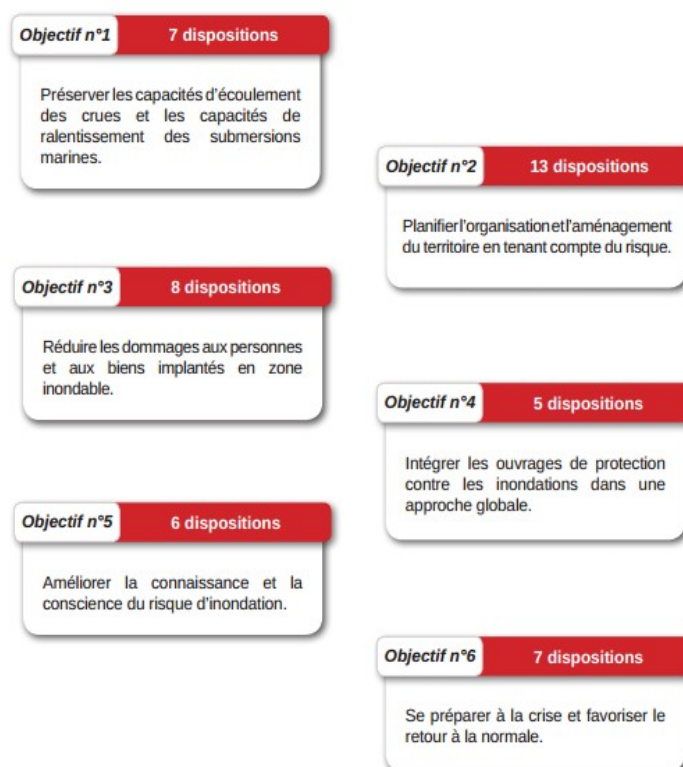 Objectif n°1 7 dispositions
Préserver les capacités d'écoulement
des crues et les capacités de
ralentissement des submersions
marines.
Objectif n°2 13 dispositions
Planifier l'organisation et l'aménagement
du territoire en tenant compte du risque.
Objectif n°3 8 dispositions
Réduire les dommages aux personnes
et aux biens implantés en zone
inondable.
Objectif n°4 5 dispositions
Intégrer les ouvrages de protection
contre les inondations dans une
approche globale.
Objectif n°5 6 dispositions
Améliorer la connaissance et la
conscience du risque d'inondation.
Objectif n°6 7 dispositions
Se préparer à la crise et favoriser le
retour à la normale.